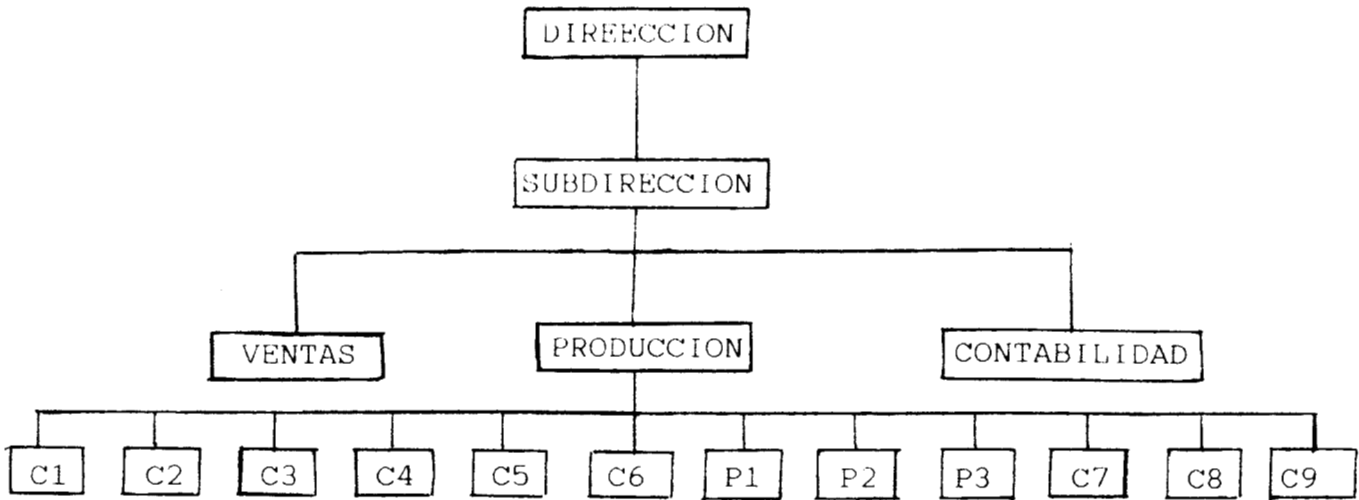 DIREECCION
SUBDIRECCION
VENTAS PRODUCCION CONTABILIDAD
C1 C2 C3 C4 C5 C6 P1 P2 P3 C7 C8 C9